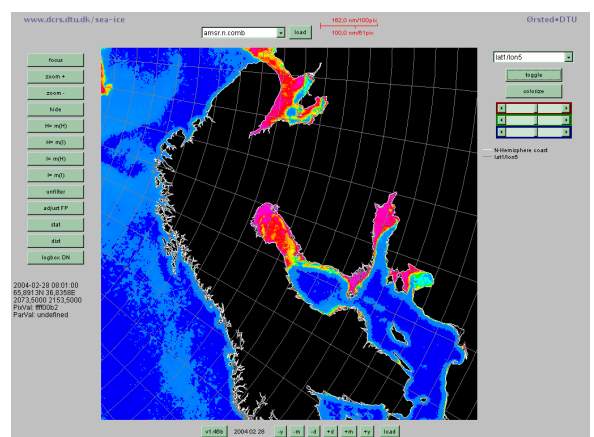 www.dcrs.dtu.dk/sea-ice
amsr.n.comb
load
162,0 nm/100pix
100,0 nm/61pix
Ørsted•DTU
focus
zoom +
zoom -
hide
H= m(H)
H= m(I)
I= m(H)
I= m(I)
unfilter
adjust FP
stat
dist
logbox ON
lat1/lon5
toggle
colorize
N-Hemisphere coast
lat1/lon5
2004-02-28 08:01:00
65,8913N 36,8358E
2073,5000 2153,5000
PixVal: ffff00b2
ParVal: undefined
v1.46b
2004 02 28
-y
-m
-d
+d
+m
+y
load